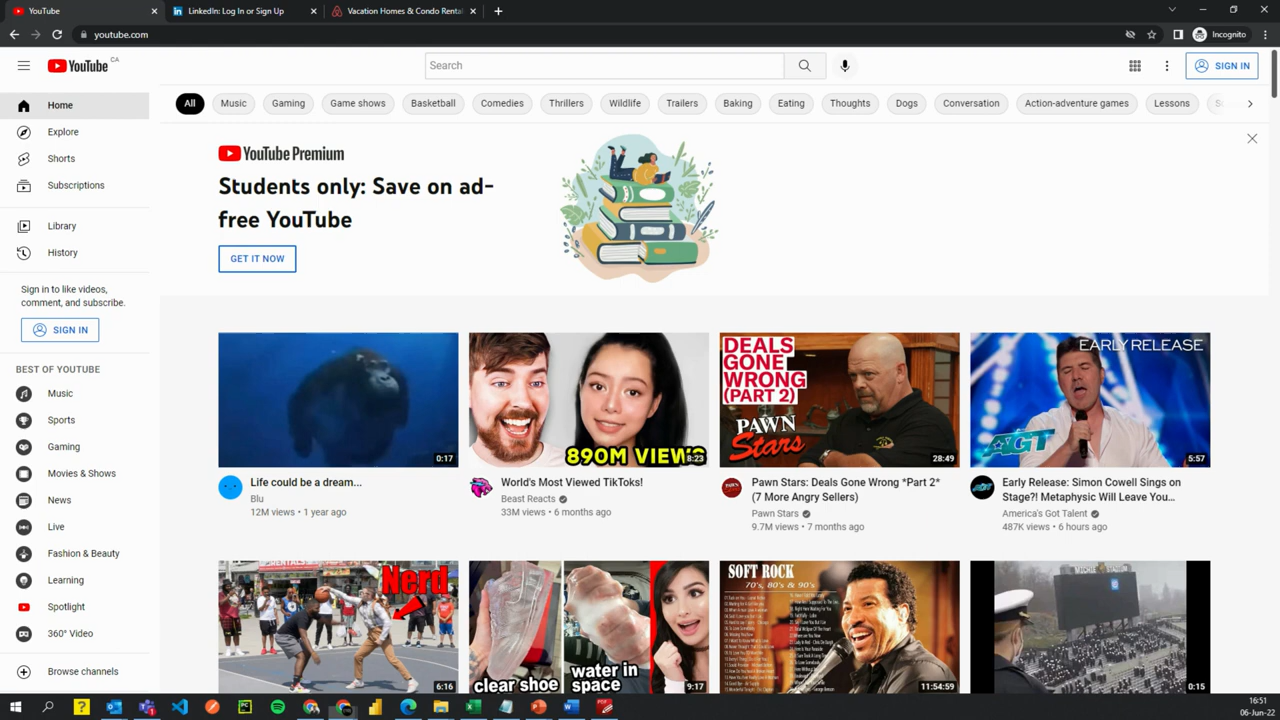 YouTube
LinkedIn: Log In or Sign Up
Vacation Homes & Condo Rental
youtube.com
Incognito
YouTube CA
Search
SIGN IN
Home
Explore
Shorts
Subscriptions
Library
History
Sign in to like videos,
comment, and subscribe.
SIGN IN
BEST OF YOUTUBE
Music
Sports
Gaming
Movies & Shows
News
Live
Fashion & Beauty
Learning
Spotlight
360° Video
Browse channels
All Music Gaming Game shows Basketball Comedies Thrillers Wildlife Trailers Baking Eating Thoughts Dogs Conversation Action-adventure games Lessons
YouTube Premium
Students only: Save on ad-
free YouTube
GET IT NOW
0:17
Life could be a dream...
Blu
12M views • 1 year ago
890M VIEWS
8:23
World's Most Viewed TikToks!
Beast Reacts
33M views • 6 months ago
DEALS
GONE
WRONG
(PART 2)
PAWN
Stars
28:49
Pawn Stars: Deals Gone Wrong *Part 2*
(7 More Angry Sellers)
Pawn Stars
9.7M views • 7 months ago
EARLY RELEASE
AGT
5:57
Early Release: Simon Cowell Sings on
Stage?! Metaphysic Will Leave You...
America's Got Talent
487K views • 6 hours ago
Nerd
6:16
clear shoe
water in
space
9:17
SOFT ROCK
70's, 80's & 90's
11:54:59
0:15
16:51
06-Jun-22